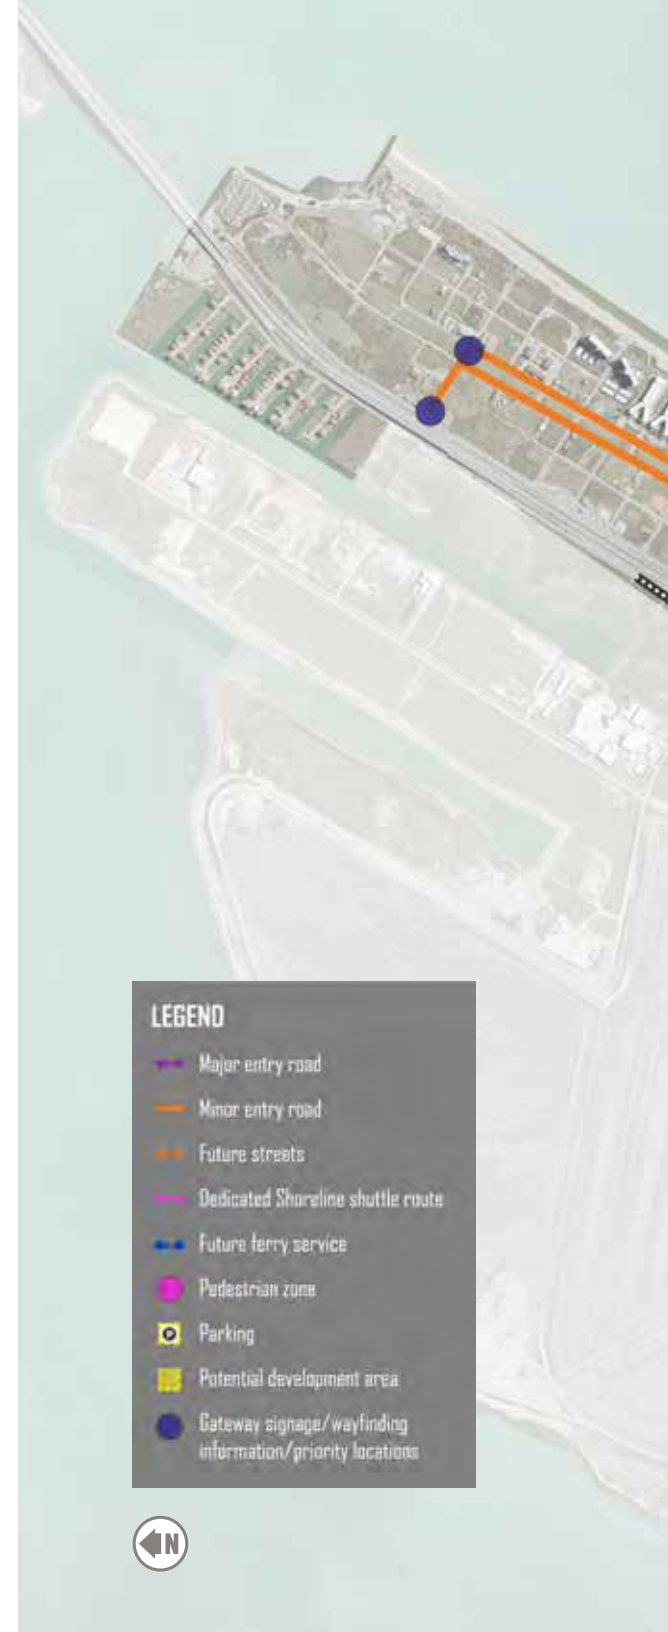 LEGEND
Major entry road
Minor entry road
Future streets
Dedicated Shoreline shuttle route
Future ferry service
Pedestrian zone
P Parking
Potential development area
Gateway signage/wayfinding
information/priority locations
N